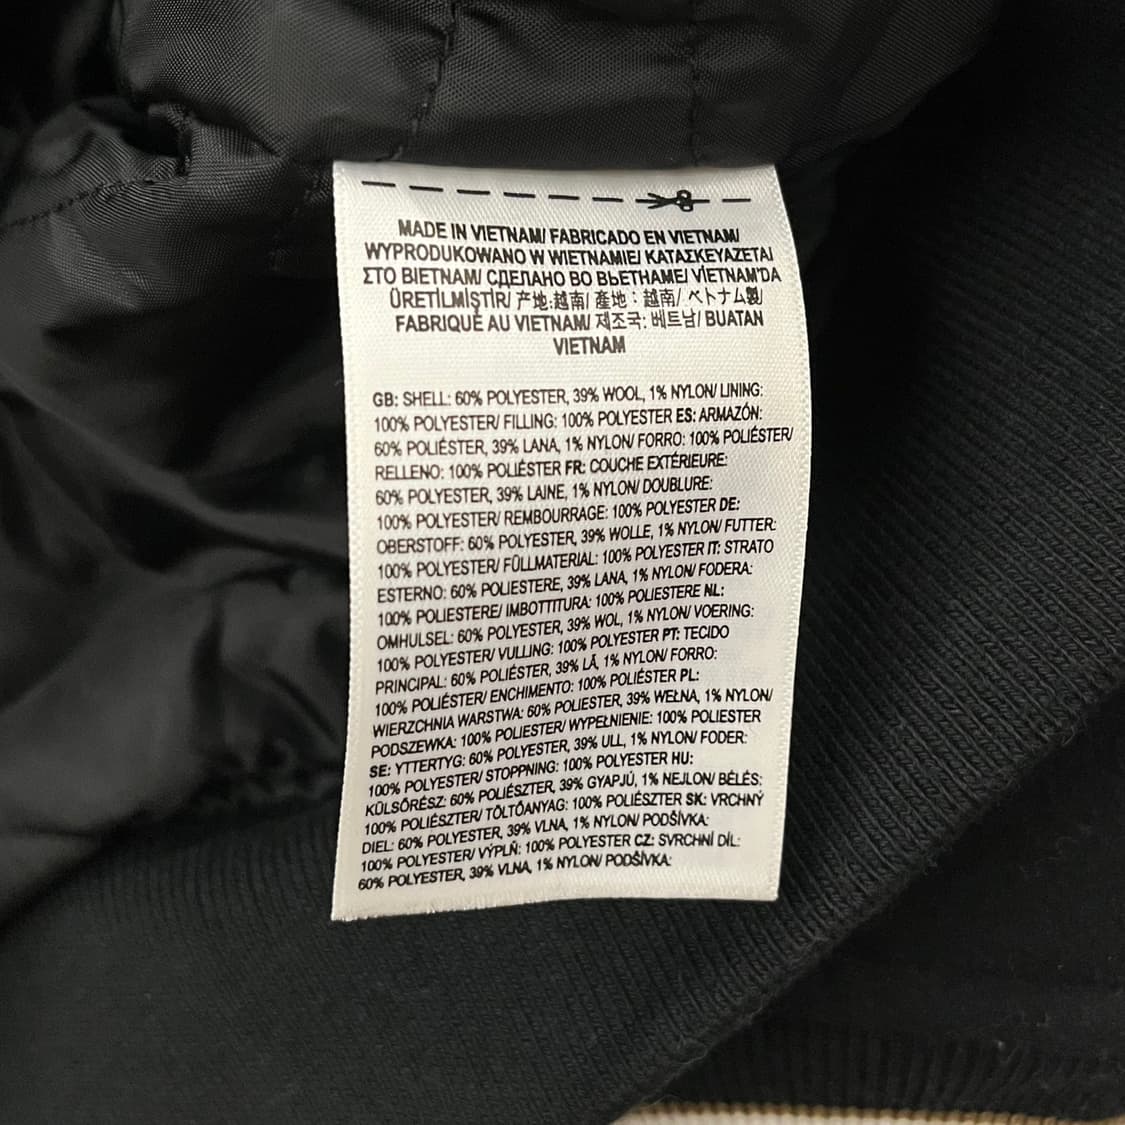 MADE IN VIETNAM/ FABRICADO EN VIETNAM/
WYPRODUKOWANO W WIETNAMIE/ ΚΑΤΑΣΚΕΥΑΖΕΤΑΙ
ΣΤΟ ΒΙΕΤΝΑΜ/ СДЕЛАНО ВО ВЬЕТНАМЕ/ VİETNAM'DA
ÜRETİLMİŞTİR/ 产地:越南/ 產地：越南/ ベトナム製
FABRIQUÉ AU VIETNAM/ 제조국: 베트남/ BUATAN
VIETNAM
GB: SHELL: 60% POLYESTER, 39% WOOL, 1% NYLON/ LINING:
100% POLYESTER/ FILLING: 100% POLYESTER ES: ARMAZÓN:
60% POLIÉSTER, 39% LANA, 1% NYLON/ FORRO: 100% POLIÉSTER/
RELLENO: 100% POLIÉSTER FR: COUCHE EXTÉRIEURE:
60% POLYESTER, 39% LAINE, 1% NYLON/ DOUBLURE:
100% POLYESTER/ REMBOURRAGE: 100% POLYESTER DE:
OBERSTOFF: 60% POLYESTER, 39% WOLLE, 1% NYLON/ FUTTER:
100% POLYESTER/ FÜLLMATERIAL: 100% POLYESTER IT: STRATO
ESTERNO: 60% POLIESTERE, 39% LANA, 1% NYLON/ FODERA:
100% POLIESTERE/ IMBOTTITURA: 100% POLIESTERE NL:
OMHULSEL: 60% POLYESTER, 39% WOL, 1% NYLON/ VOERING:
100% POLYESTER/ VULLING: 100% POLYESTER PT: TECIDO
PRINCIPAL: 60% POLIÉSTER, 39% LÃ, 1% NYLON/ FORRO:
100% POLIÉSTER/ ENCHIMENTO: 100% POLIÉSTER PL:
WIERZCHNIA WARSTWA: 60% POLIESTER, 39% WEŁNA, 1% NYLON/
PODSZEWKA: 100% POLIESTER/ WYPEŁNIENIE: 100% POLIESTER
SE: YTTERTYG: 60% POLYESTER, 39% ULL, 1% NYLON/ FODER:
100% POLYESTER/ STOPPNING: 100% POLYESTER HU:
KÜLSŐRÉSZ: 60% POLIÉSZTER, 39% GYAPJÚ, 1% NEJLON/ BÉLÉS:
100% POLIÉSZTER/ TÖLTŐANYAG: 100% POLIÉSZTER SK: VRCHNÝ
DIEL: 60% POLYESTER, 39% VLNA, 1% NYLON/ PODŠÍVKA:
100% POLYESTER/ VÝPLŇ: 100% POLYESTER CZ: SVRCHNÍ DÍL:
60% POLYESTER, 39% VLNA, 1% NYLON/ PODŠÍVKA: